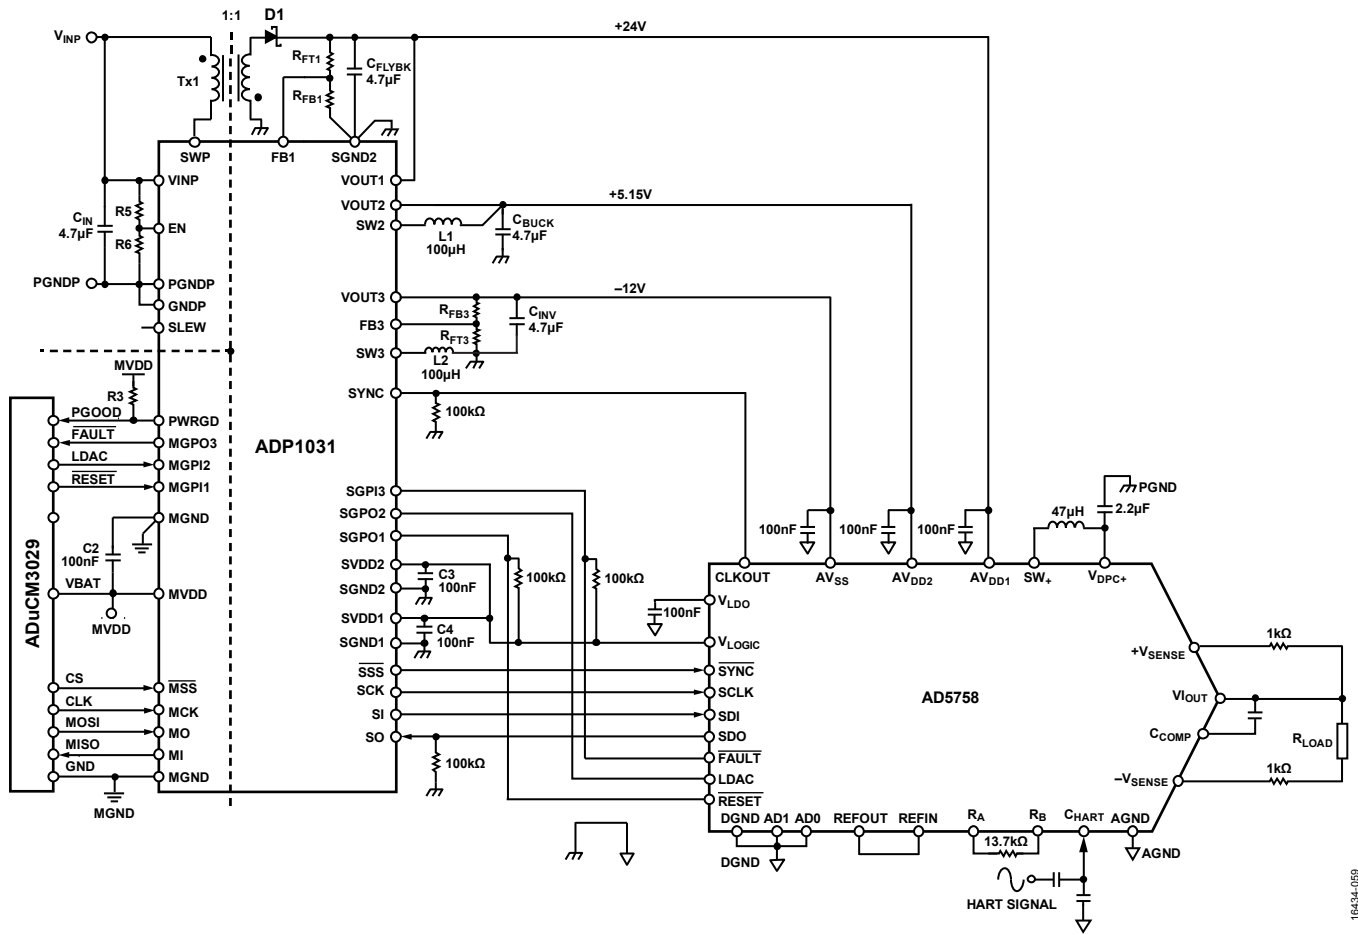 1:1
D1
+24V
VINP
Tx1
RFT1
RFB1
CFLYBK
4.7µF
SWP
FB1
SGND2
VINP
VOUT1
+5.15V
VOUT2
SW2
L1
100µH
CBUCK
4.7µF
CIN
4.7µF
R5
R6
EN
PGNDP
PGNDP
GNDP
SLEW
–12V
VOUT3
FB3
SW3
RFB3
RFT3
CINV
4.7µF
L2
100µH
MVDD
R3
SYNC
100kΩ
PGOOD
PWRGD
FAULT
MGPO3
LDAC
MGPI2
RESET
MGPI1
ADP1031
MGND
C2
100nF
VBAT
MVDD
MVDD
ADuCM3029
SGPI3
SGPO2
SGPO1
SVDD2
SGND2
C3
100nF
SVDD1
SGND1
C4
100nF
100kΩ
100kΩ
CS
MSS
CLK
MCK
MOSI
MO
MISO
MI
GND
MGND
MGND
SSS
SCK
SI
SO
100kΩ
PGND
2.2µF
47µH
100nF
100nF
100nF
CLKOUT
AVSS
AVDD2
AVDD1
SW+
VDPC+
100nF
VLDO
VLOGIC
SYNC
SCLK
SDI
SDO
FAULT
LDAC
RESET
AD5758
+VSENSE
1kΩ
VIOUT
CCOMP
RLOAD
–VSENSE
1kΩ
DGND
AD1
AD0
REFOUT
REFIN
RA
RB
CHART
AGND
DGND
13.7kΩ
AGND
HART SIGNAL
16434-059